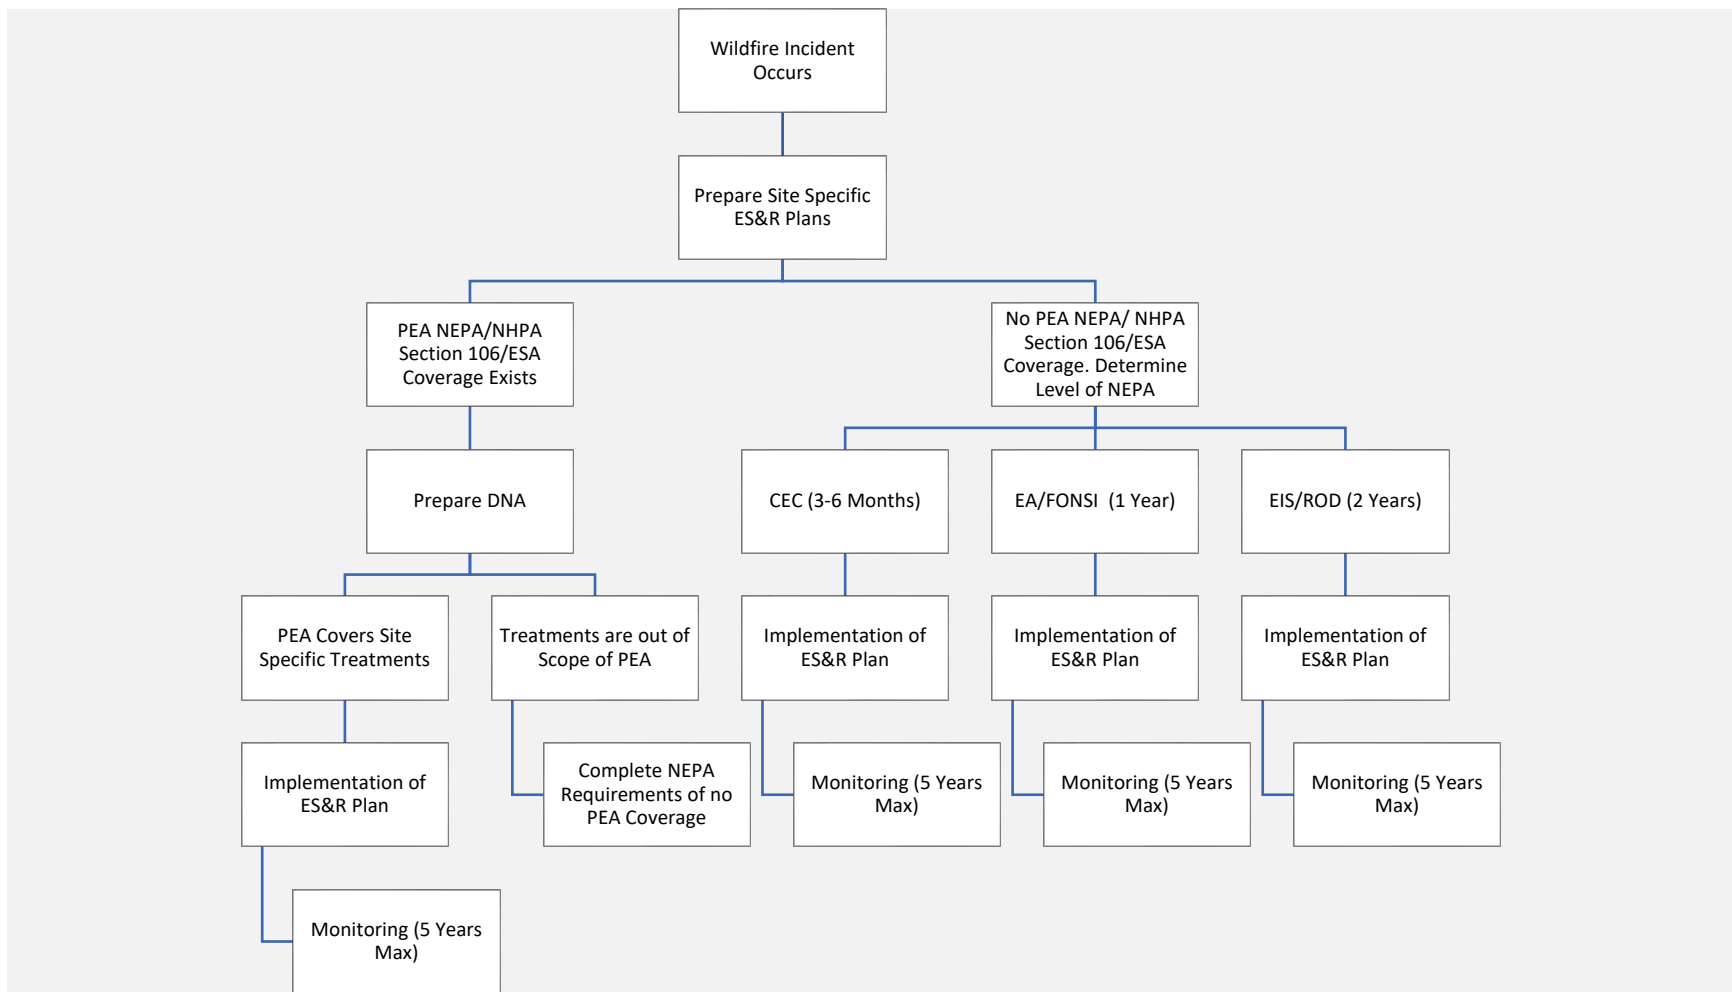 Wildfire Incident
Occurs
Prepare Site Specific
ES&R Plans
PEA NEPA/NHPA
Section 106/ESA
Coverage Exists
No PEA NEPA/ NHPA
Section 106/ESA
Coverage. Determine
Level of NEPA
Prepare DNA
CEC (3-6 Months)
EA/FONSI  (1 Year)
EIS/ROD (2 Years)
PEA Covers Site
Specific Treatments
Treatments are out of
Scope of PEA
Implementation of
ES&R Plan
Implementation of
ES&R Plan
Implementation of
ES&R Plan
Implementation of
ES&R Plan
Complete NEPA
Requirements of no
PEA Coverage
Monitoring (5 Years
Max)
Monitoring (5 Years
Max)
Monitoring (5 Years
Max)
Monitoring (5 Years
Max)